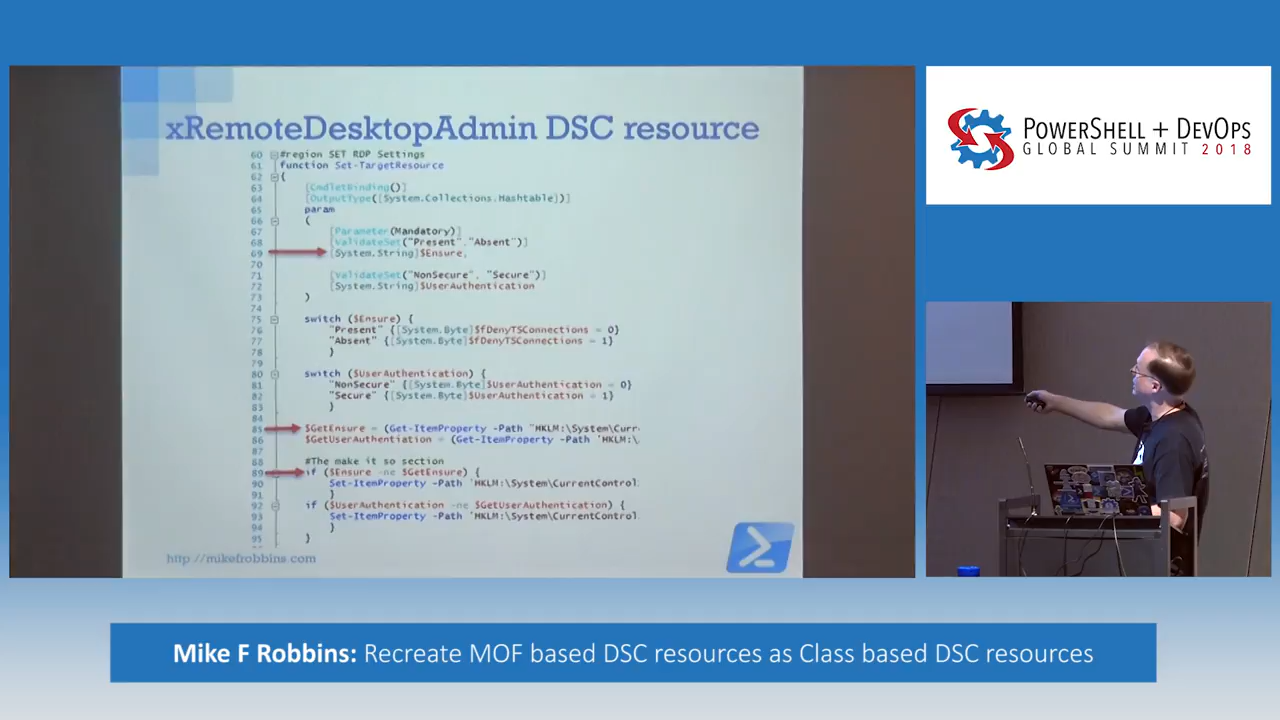 xRemoteDesktopAdmin DSC resource
60 #region SET RDP Settings
61 function Set-TargetResource
62 {
63 [CmdletBinding()]
64 [OutputType([System.Collections.Hashtable])]
65 param
66 (
67 [Parameter(Mandatory)]
68 [ValidateSet("Present","Absent")]
69 [System.String]$Ensure,
70
71 [ValidateSet("NonSecure", "Secure")]
72 [System.String]$UserAuthentication
73 )
74
75 switch ($Ensure) {
76 "Present" {[System.Byte]$fDenyTSConnections = 0}
77 "Absent" {[System.Byte]$fDenyTSConnections = 1}
78 }
79
80 switch ($UserAuthentication) {
81 "NonSecure" {[System.Byte]$UserAuthentication = 0}
82 "Secure" {[System.Byte]$UserAuthentication = 1}
83 }
84
85 $GetEnsure = (Get-ItemProperty -Path "HKLM:\System\Curr
86 $GetUserAuthentiation = (Get-ItemProperty -Path 'HKLM:\
87
88 #The make it so section
89 if ($Ensure -ne $GetEnsure) {
90 Set-ItemProperty -Path 'HKLM:\System\CurrentControl
91 }
92 if ($UserAuthentication -ne $GetUserAuthentication) {
93 Set-ItemProperty -Path 'HKLM:\System\CurrentControl
94 }
95 }
http://mikefrobbins.com
POWERSHELL + DEVOPS
GLOBAL SUMMIT 2018
Mike F Robbins: Recreate MOF based DSC resources as Class based DSC resources